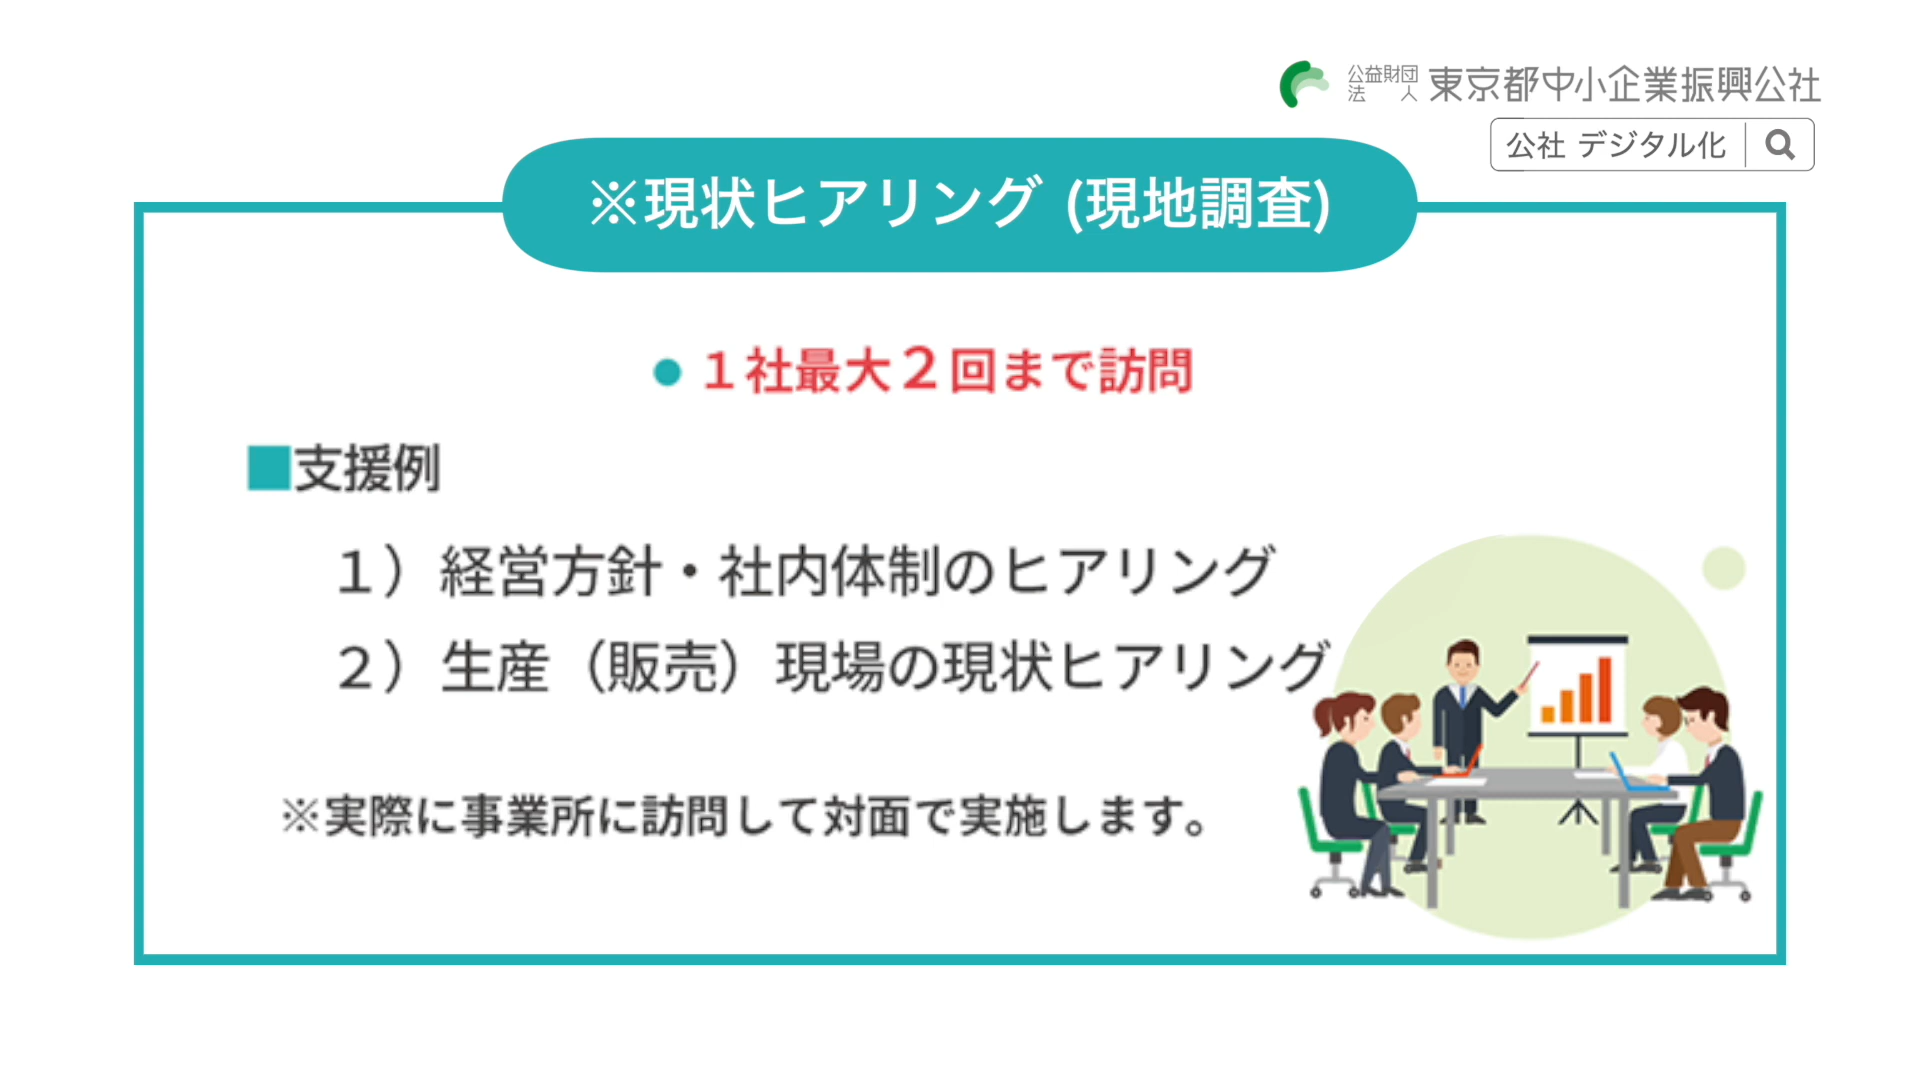 公益財団法人 東京都中小企業振興公社
公社 デジタル化
※現状ヒアリング (現地調査)
● １社最大２回まで訪問
■支援例
１）経営方針・社内体制のヒアリング
２）生産（販売）現場の現状ヒアリング
※実際に事業所に訪問して対面で実施します。